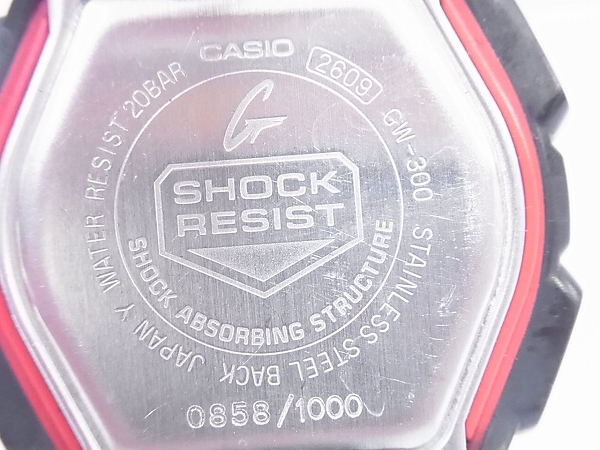 CASIO 2609 GW-300 STAINLESS STEEL BACK JAPAN Y WATER RESIST 20BAR
G
SHOCK
RESIST
SHOCK ABSORBING STRUCTURE
0858/1000